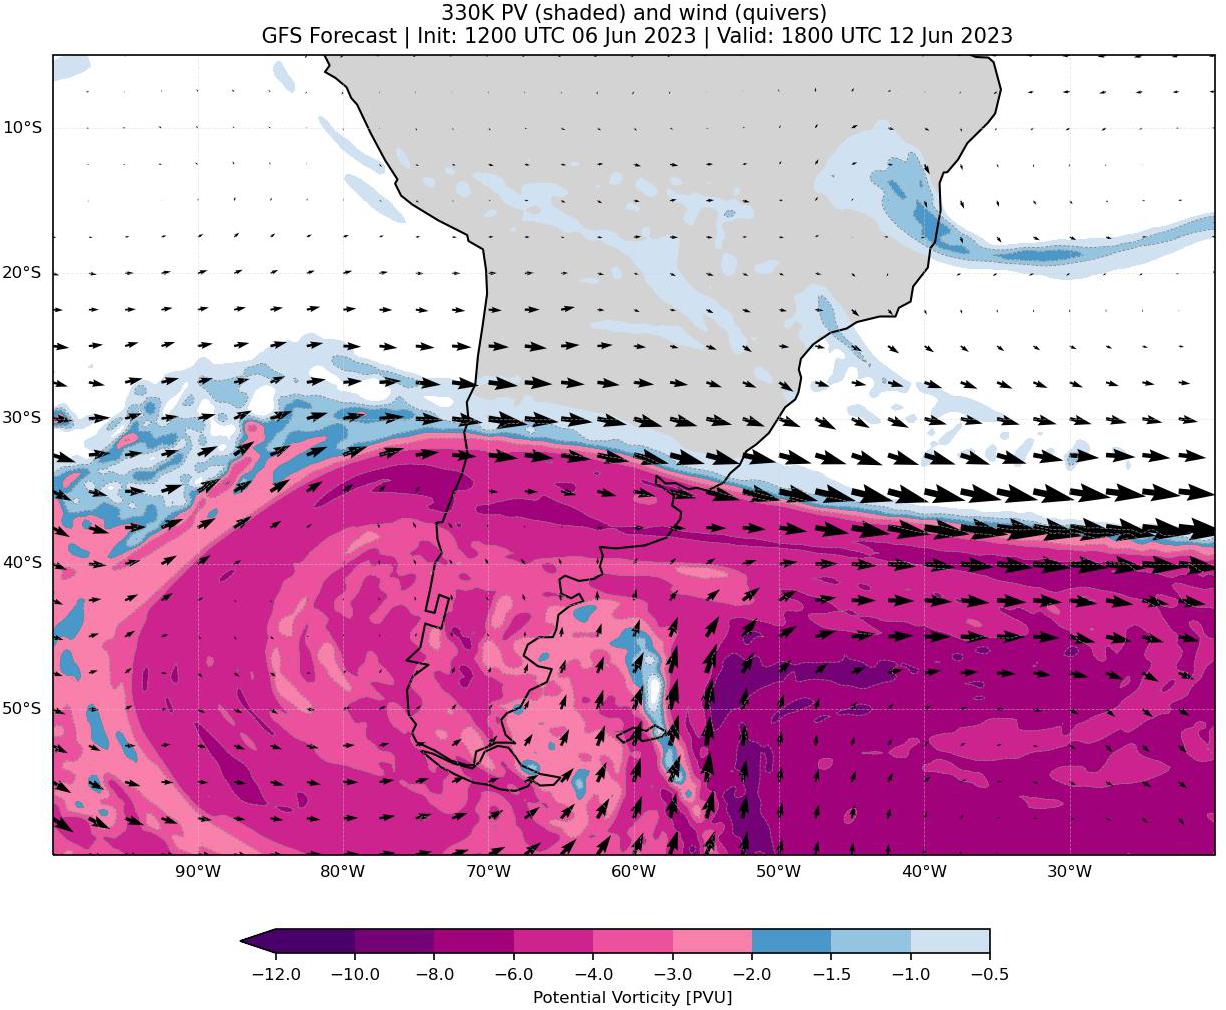 330K PV (shaded) and wind (quivers)
GFS Forecast | Init: 1200 UTC 06 Jun 2023 | Valid: 1800 UTC 12 Jun 2023
10°S
20°S
30°S
40°S
50°S
90°W 80°W 70°W 60°W 50°W 40°W 30°W
−12.0 −10.0 −8.0 −6.0 −4.0 −3.0 −2.0 −1.5 −1.0 −0.5
Potential Vorticity [PVU]